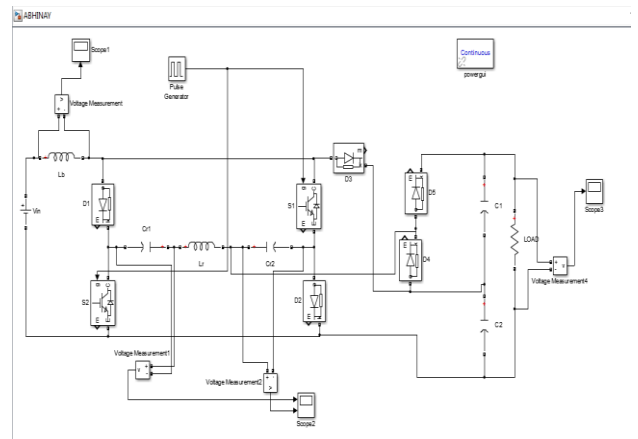 ABHINAY
Scope1
Continuous
powergui
Pulse
Generator
Voltage Measurement
Lb
D3
D1
S1
D5
C1
Scope3
Vin
Cr1
Lr
Cr2
LOAD
D4
Voltage Measurement4
S2
D2
C2
Voltage Measurement1
Voltage Measurement2
Scope2